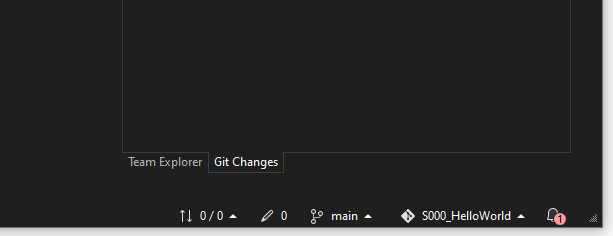 Team Explorer Git Changes
0 / 0 0 main S000_HelloWorld 1